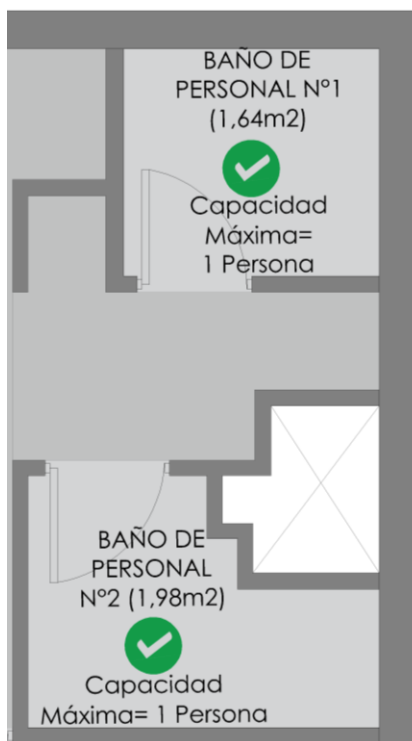 BAÑO DE
PERSONAL Nº1
(1,64m2)
Capacidad
Máxima=
1 Persona
BAÑO DE
PERSONAL
Nº2 (1,98m2)
Capacidad
Máxima= 1 Persona